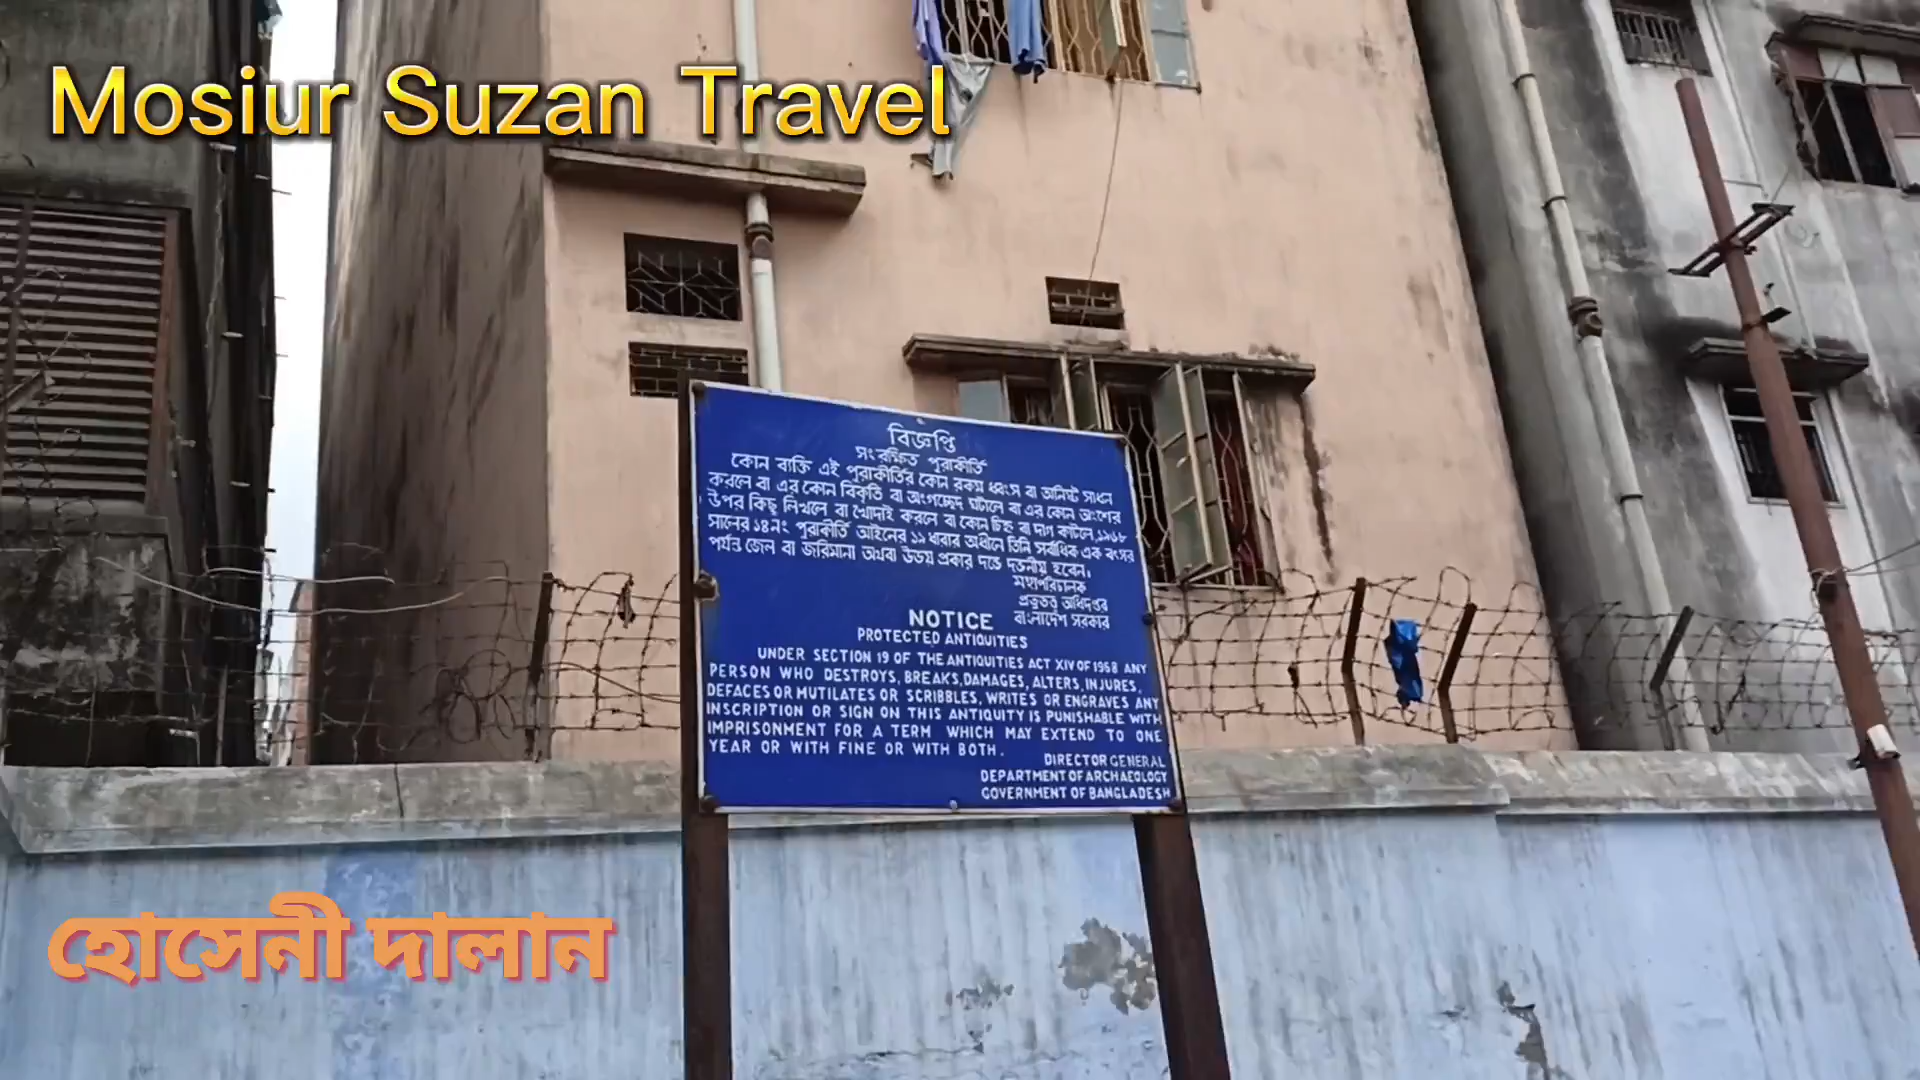 Mosiur Suzan Travel
বিজ্ঞপ্তি
সংরক্ষিত পূরাকীর্তি
কোন ব্যক্তি এই পূরাকীর্তির কোন রকম ধ্বংস বা অনিষ্ট সাধন
করলে বা এর কোন বিকৃতি বা অংগচ্ছেদ ঘটালে বা এর কোন অংশের
উপর কিছু লিখলে বা খোদাই করলে বা কোন চিহ্ন বা দাগ কাটলে, ১৯৬৮
সালের ১৪নং পূরাকীর্তি আইনের ১৯ ধারার অধীনে তিনি সর্বাধিক এক বৎসর
পর্যন্ত জেল বা জরিমানা অথবা উভয় প্রকার দন্ডে দন্ডনীয় হবেন।
মহাপরিচালক
প্রত্নতত্ত্ব অধিদপ্তর
বাংলাদেশ সরকার
NOTICE
PROTECTED ANTIQUITIES
UNDER SECTION 19 OF THE ANTIQUITIES ACT XIV OF 1968 ANY
PERSON WHO DESTROYS, BREAKS, DAMAGES, ALTERS, INJURES,
DEFACES OR MUTILATES OR SCRIBBLES, WRITES OR ENGRAVES ANY
INSCRIPTION OR SIGN ON THIS ANTIQUITY IS PUNISHABLE WITH
IMPRISONMENT FOR A TERM WHICH MAY EXTEND TO ONE
YEAR OR WITH FINE OR WITH BOTH.
DIRECTOR GENERAL
DEPARTMENT OF ARCHAEOLOGY
GOVERNMENT OF BANGLADESH
হোসেনী দালান